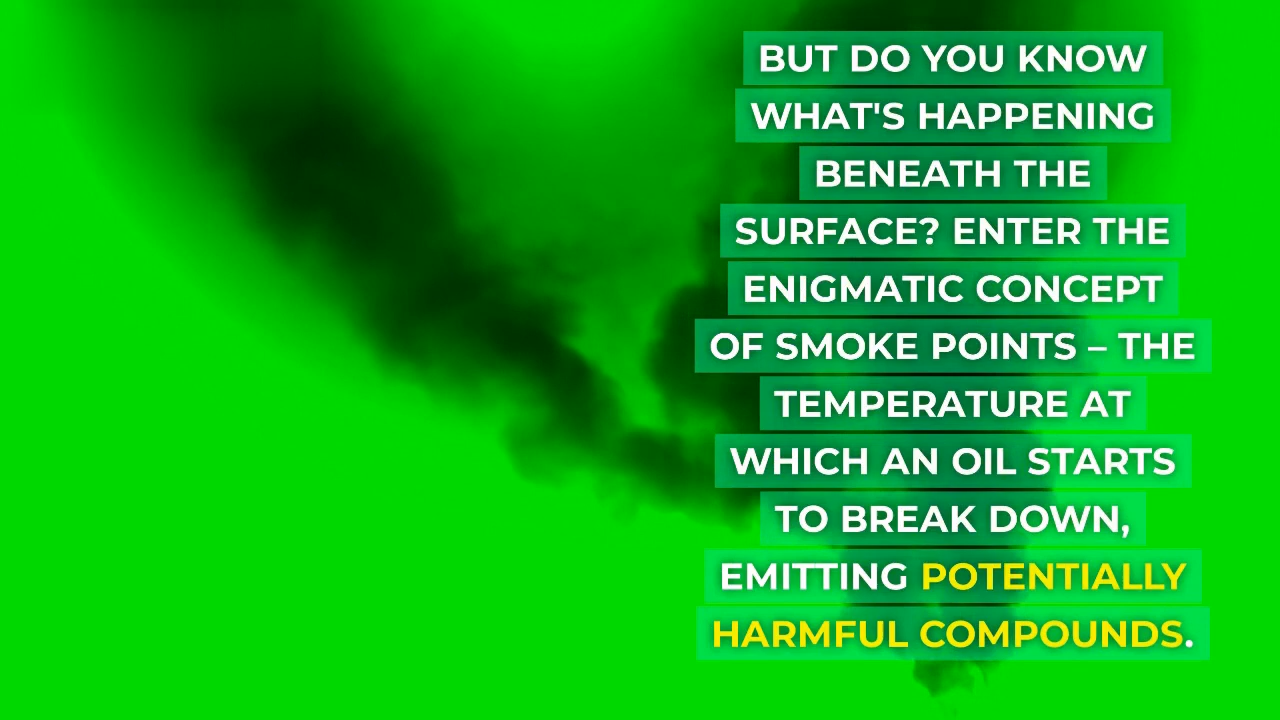 BUT DO YOU KNOW
WHAT'S HAPPENING
BENEATH THE
SURFACE? ENTER THE
ENIGMATIC CONCEPT
OF SMOKE POINTS – THE
TEMPERATURE AT
WHICH AN OIL STARTS
TO BREAK DOWN,
EMITTING POTENTIALLY
HARMFUL COMPOUNDS.